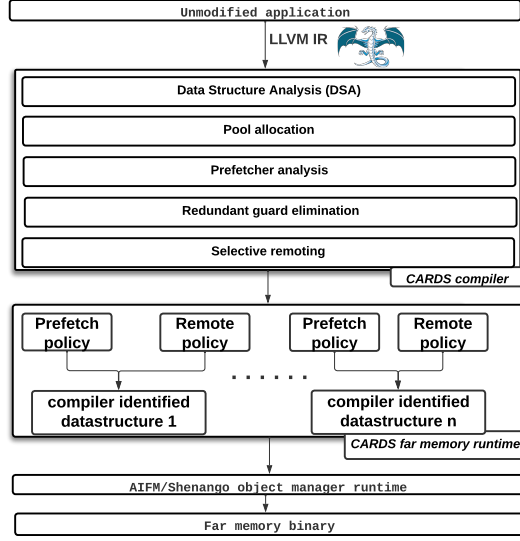 Unmodified application
LLVM IR
Data Structure Analysis (DSA)
Pool allocation
Prefetcher analysis
Redundant guard elimination
Selective remoting
CARDS compiler
Prefetch
policy
Remote
policy
Prefetch
policy
Remote
policy
.......
compiler identified
datastructure 1
compiler identified
datastructure n
CARDS far memory runtime
AIFM/Shenango object manager runtime
Far memory binary